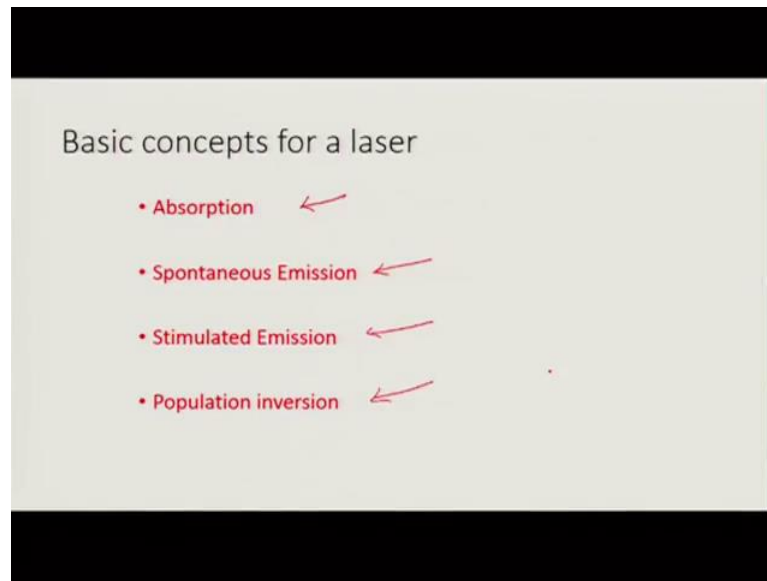 Basic concepts for a laser
• Absorption
• Spontaneous Emission
• Stimulated Emission
• Population inversion